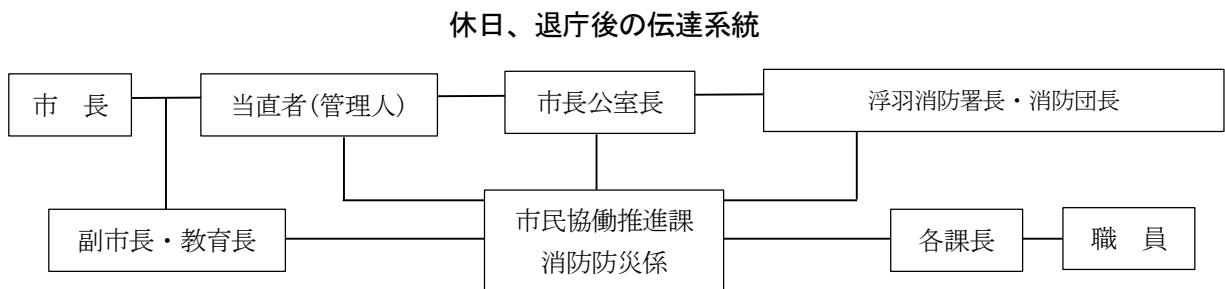 休日、退庁後の伝達系統
市　長
当直者(管理人)
市長公室長
浮羽消防署長・消防団長
副市長・教育長
市民協働推進課
消防防災係
各課長
職　員